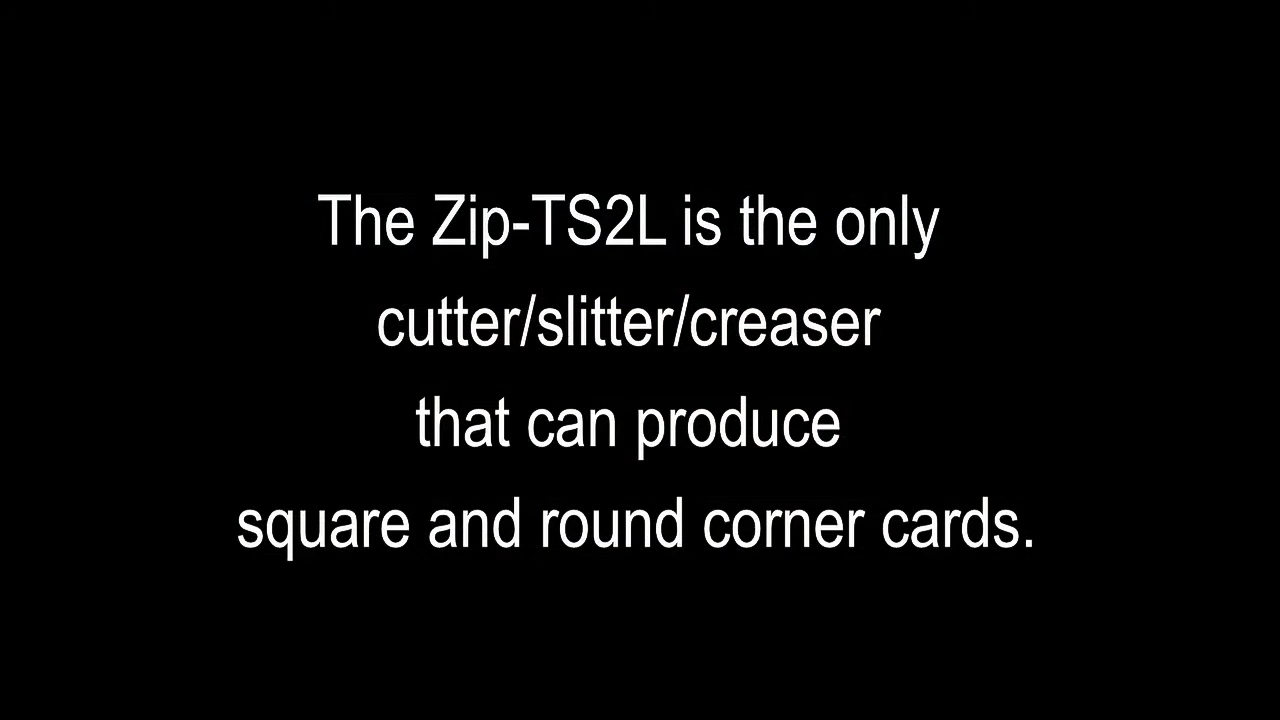 The Zip-TS2L is the only
cutter/slitter/creaser
that can produce
square and round corner cards.